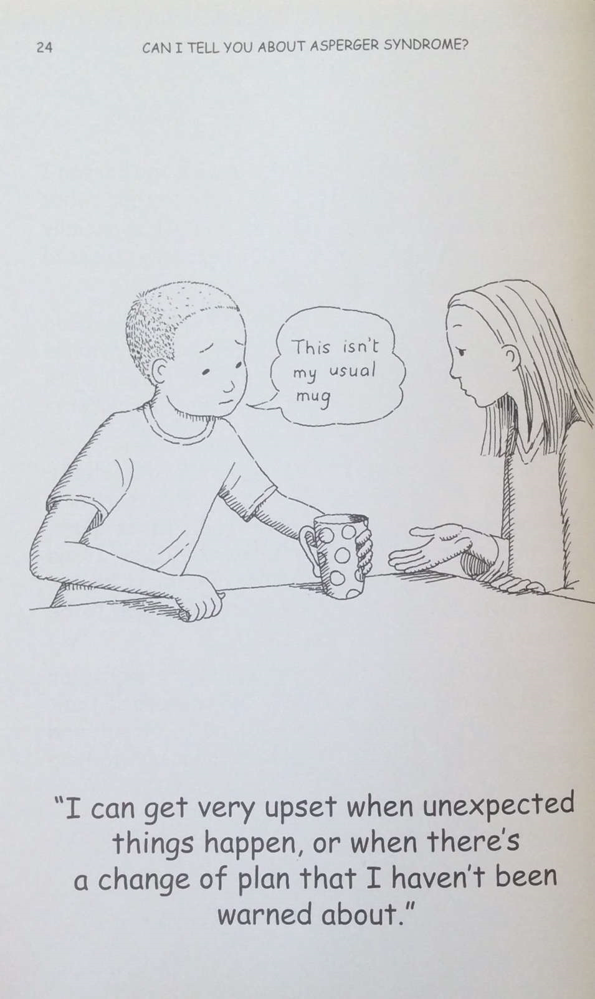 24
CAN I TELL YOU ABOUT ASPERGER SYNDROME?
This isn't
my usual
mug
"I can get very upset when unexpected
things happen, or when there's
a change of plan that I haven't been
warned about."